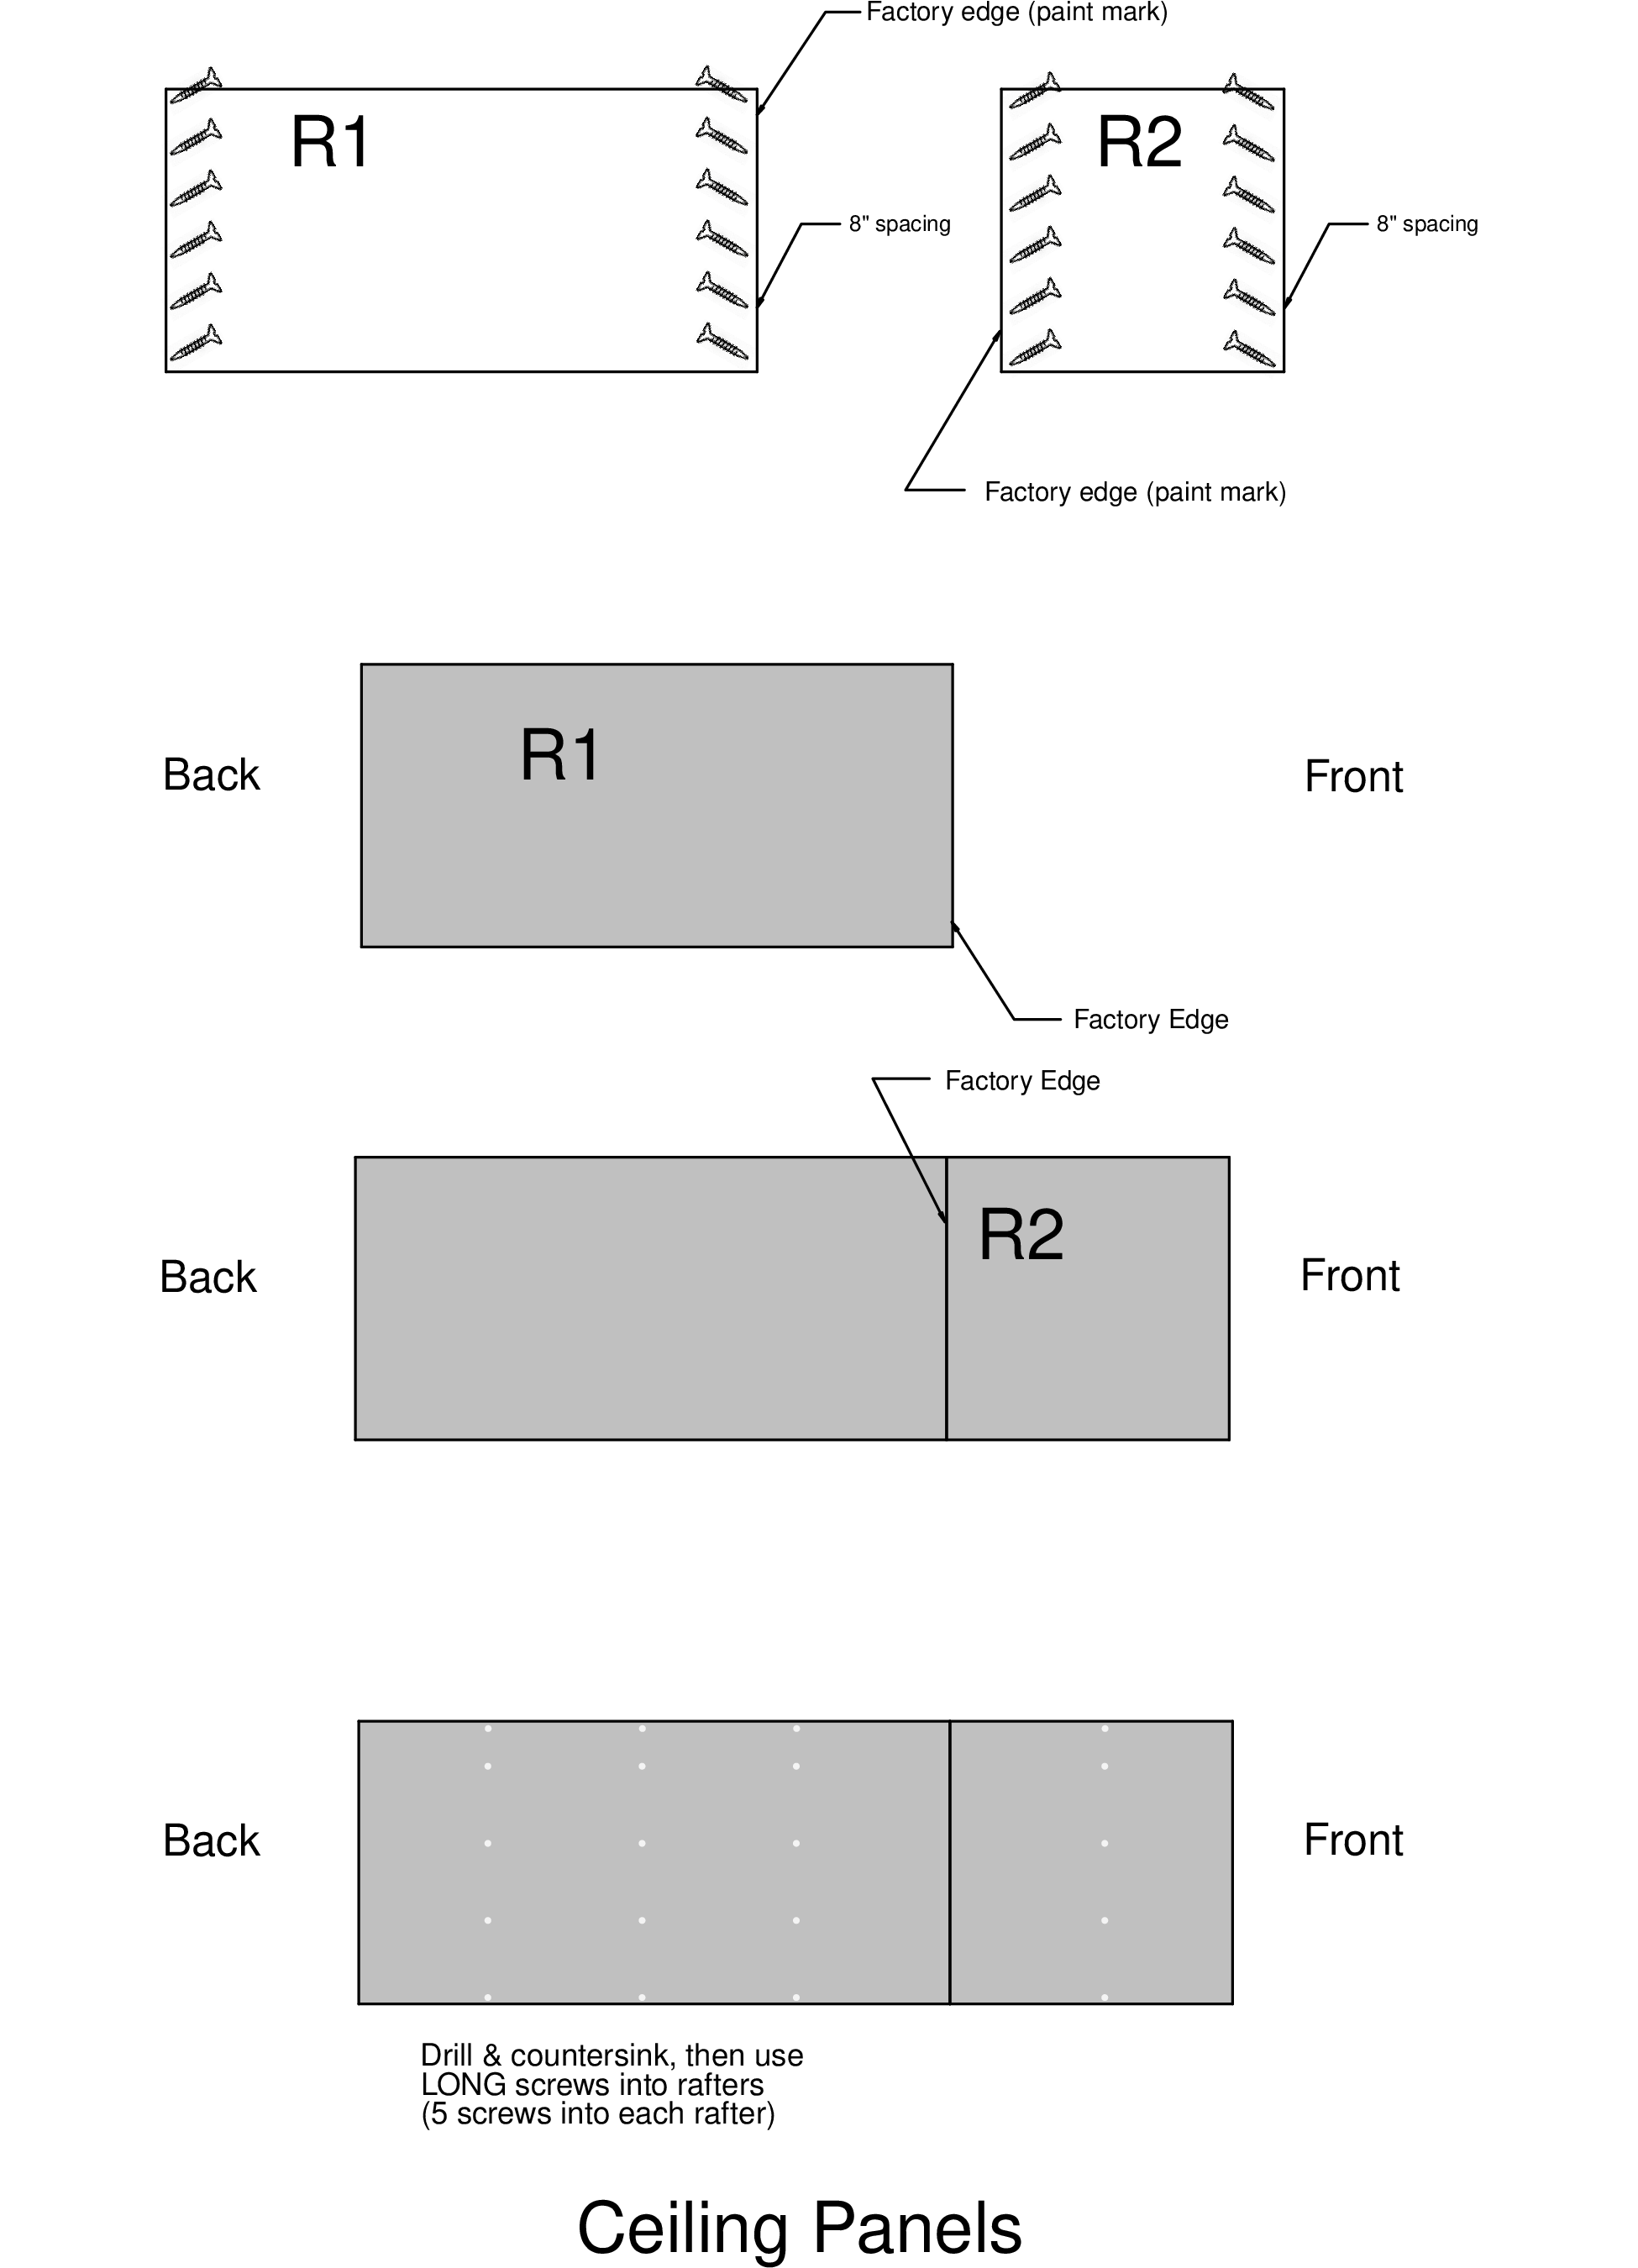 Factory edge (paint mark)
R1
R2
8" spacing
8" spacing
Factory edge (paint mark)
R1
Back
Front
Factory Edge
Factory Edge
R2
Back
Front
Back
Front
Drill & countersink, then use
LONG screws into rafters
(5 screws into each rafter)
Ceiling Panels